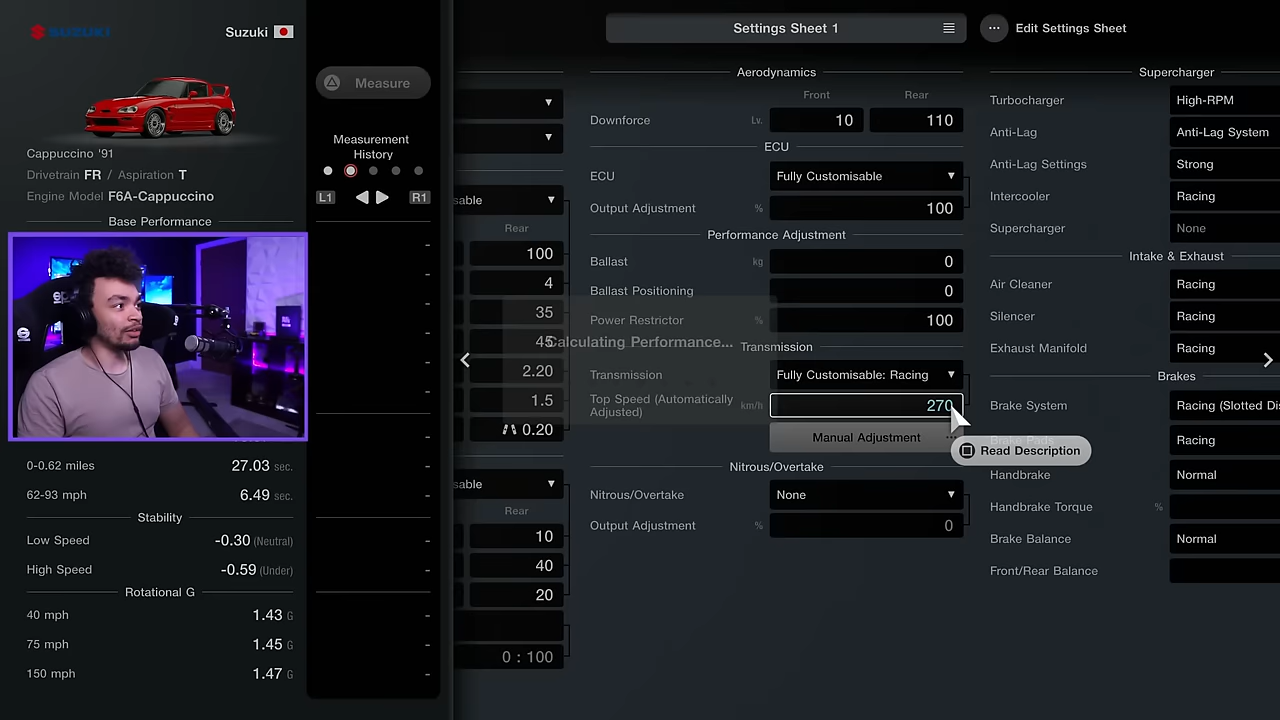 SUZUKI
Suzuki
Cappuccino '91
Drivetrain FR / Aspiration T
Engine Model F6A-Cappuccino
Base Performance
0-0.62 miles 27.03 sec.
62-93 mph 6.49 sec.
Stability
Low Speed -0.30 (Neutral)
High Speed -0.59 (Under)
Rotational G
40 mph 1.43 G
75 mph 1.45 G
150 mph 1.47 G
Measure
Measurement
History
L1 R1
Settings Sheet 1
Edit Settings Sheet
sable
Rear
100
4
35
45
2.20
1.5
0.20
sable
Rear
10
40
20
0 : 100
Calculating Performance...
Aerodynamics
Front Rear
Downforce Lv. 10 110
ECU
ECU Fully Customisable
Output Adjustment % 100
Performance Adjustment
Ballast kg 0
Ballast Positioning 0
Power Restrictor % 100
Transmission
Transmission Fully Customisable: Racing
Top Speed (Automatically
Adjusted) km/h 270
Manual Adjustment
Read Description
Nitrous/Overtake
Nitrous/Overtake None
Output Adjustment % 0
Supercharger
Turbocharger High-RPM
Anti-Lag Anti-Lag System
Anti-Lag Settings Strong
Intercooler Racing
Supercharger None
Intake & Exhaust
Air Cleaner Racing
Silencer Racing
Exhaust Manifold Racing
Brakes
Brake System Racing (Slotted Dis
Brake Pads Racing
Handbrake Normal
Handbrake Torque %
Brake Balance Normal
Front/Rear Balance